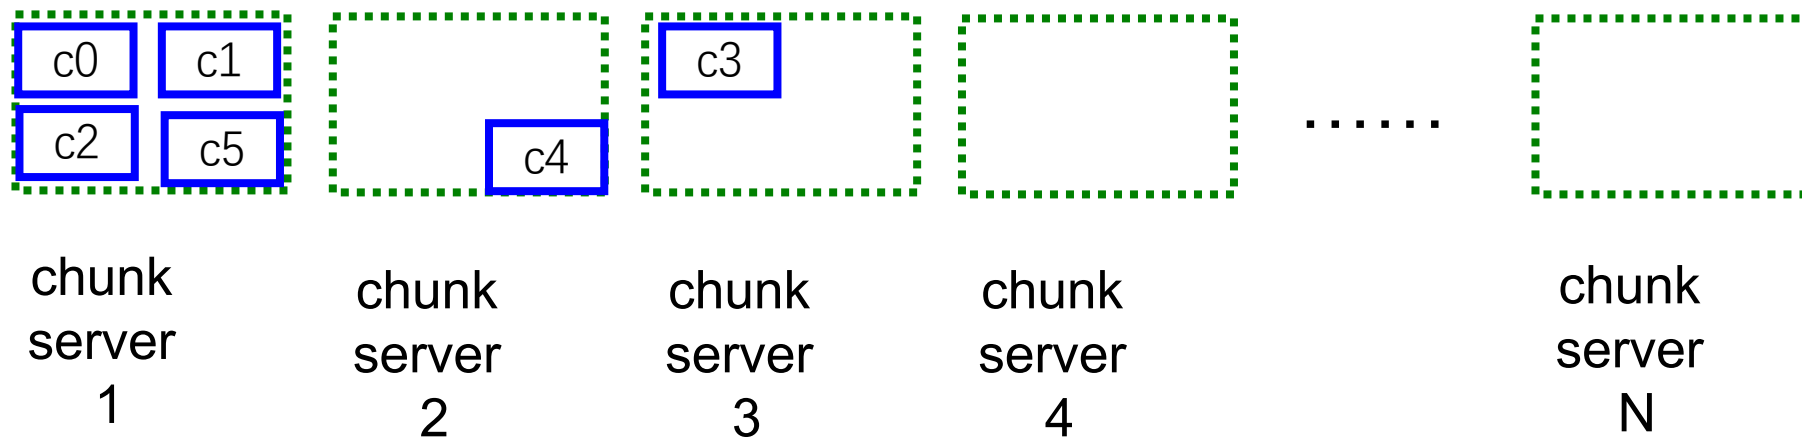 c0 c1 c3
c2 c5 c4
......
chunk
server
1
chunk
server
2
chunk
server
3
chunk
server
4
chunk
server
N